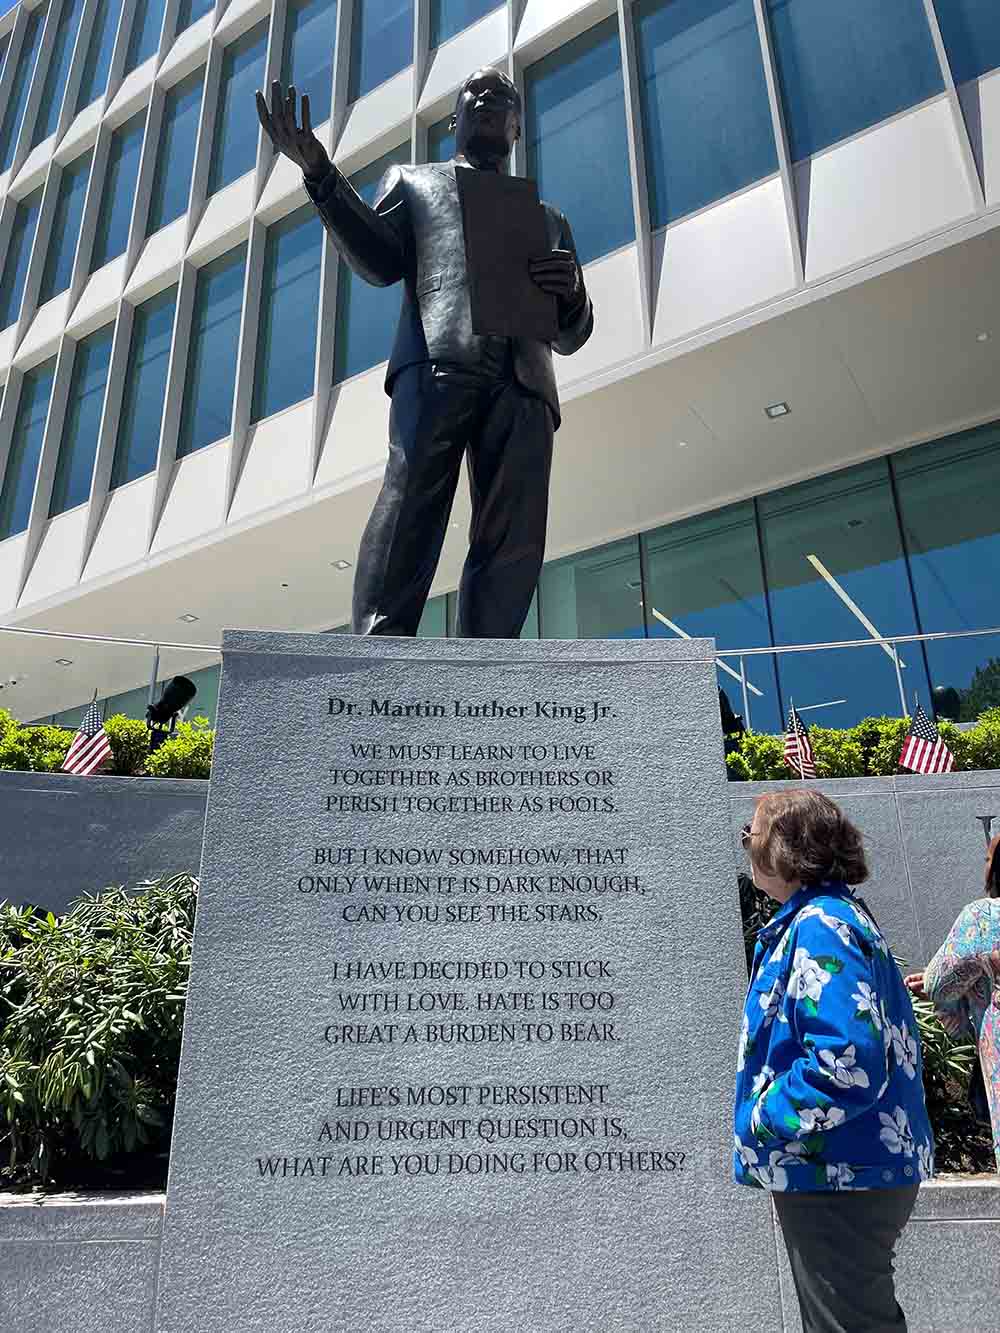 Dr. Martin Luther King Jr.
WE MUST LEARN TO LIVE
TOGETHER AS BROTHERS OR
PERISH TOGETHER AS FOOLS.
BUT I KNOW SOMEHOW, THAT
ONLY WHEN IT IS DARK ENOUGH,
CAN YOU SEE THE STARS.
I HAVE DECIDED TO STICK
WITH LOVE. HATE IS TOO
GREAT A BURDEN TO BEAR.
LIFE'S MOST PERSISTENT
AND URGENT QUESTION IS,
WHAT ARE YOU DOING FOR OTHERS?